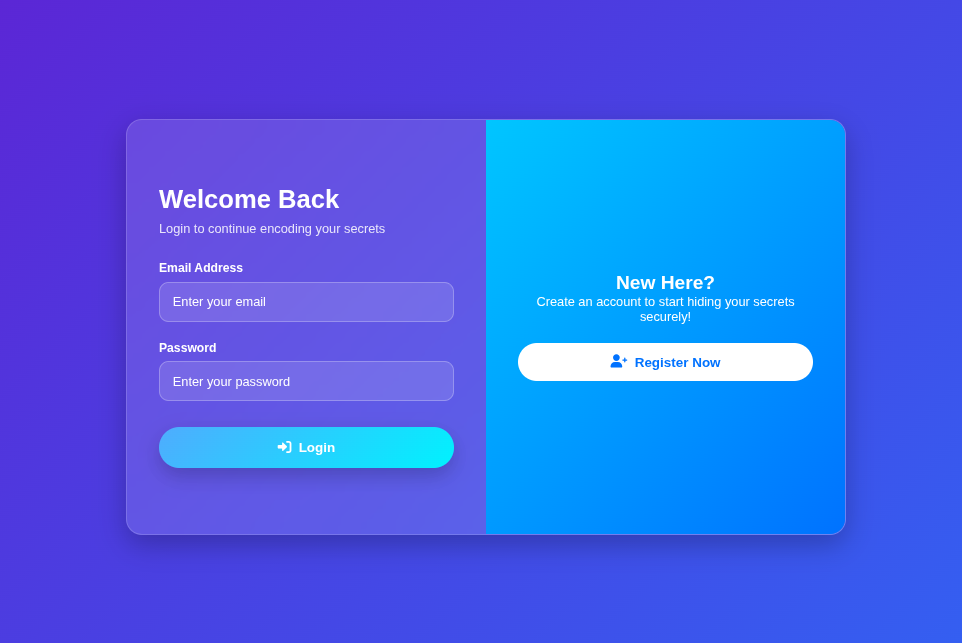 Welcome Back
Login to continue encoding your secrets
Email Address
Enter your email
Password
Enter your password
Login
New Here?
Create an account to start hiding your secrets
securely!
Register Now